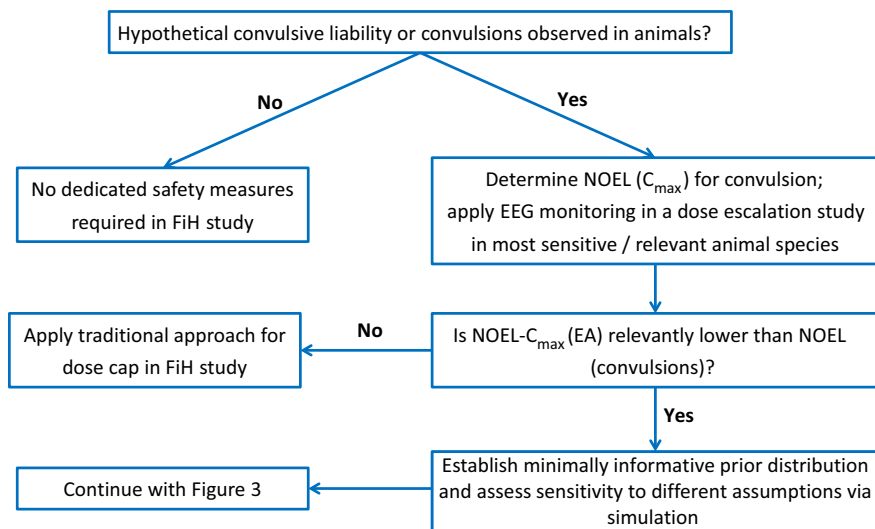 Hypothetical convulsive liability or convulsions observed in animals?
No
Yes
No dedicated safety measures
required in FiH study
Determine NOEL (Cmax) for convulsion;
apply EEG monitoring in a dose escalation study
in most sensitive / relevant animal species
Apply traditional approach for
dose cap in FiH study
No
Is NOEL-Cmax (EA) relevantly lower than NOEL
(convulsions)?
Yes
Continue with Figure 3
Establish minimally informative prior distribution
and assess sensitivity to different assumptions via
simulation